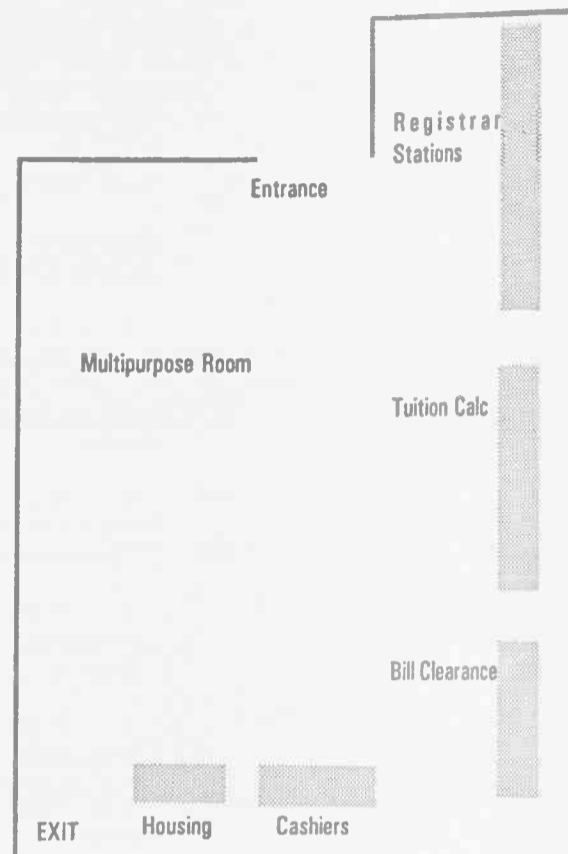 Registrar
Stations
Entrance
Multipurpose Room
Tuition Calc
Bill Clearance
EXIT
Housing
Cashiers